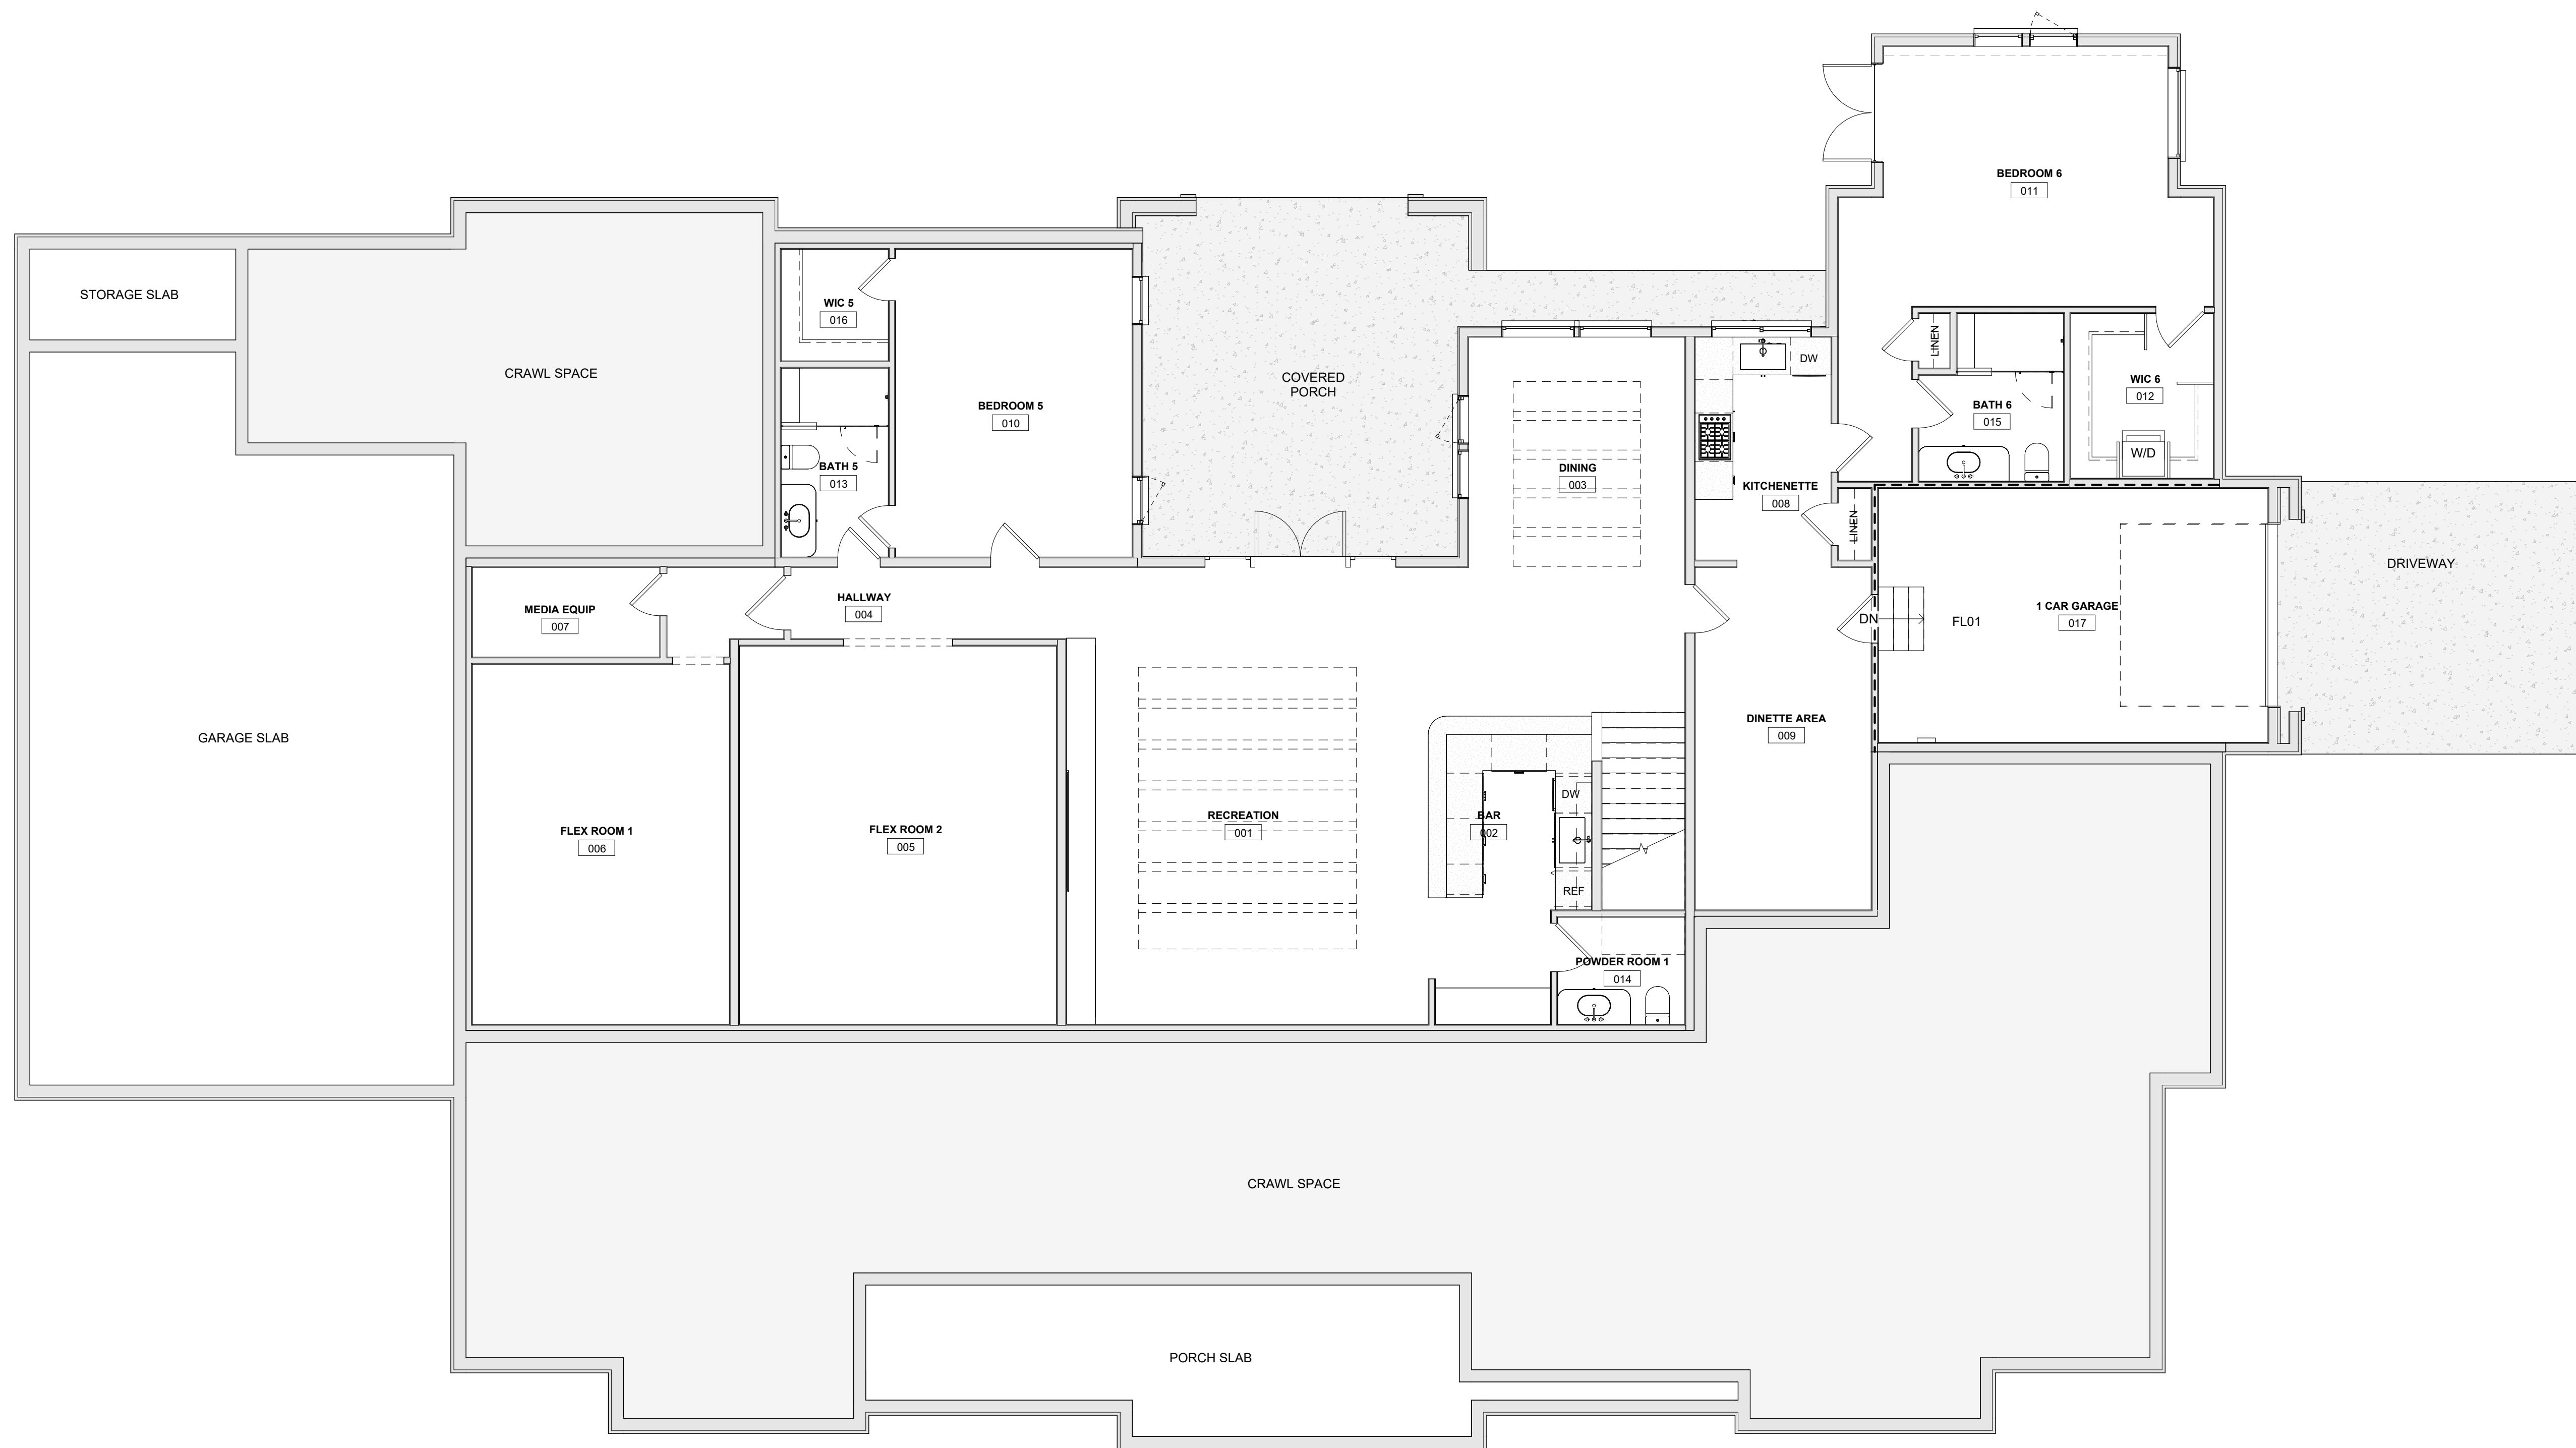 BEDROOM 6
011
STORAGE SLAB
WIC 5
016
CRAWL SPACE
COVERED
PORCH
BEDROOM 5
010
BATH 5
013
DINING
003
DW
KITCHENETTE
008
LINEN
LINEN
BATH 6
015
WIC 6
012
W/D
DRIVEWAY
MEDIA EQUIP
007
HALLWAY
004
DN
FL01
1 CAR GARAGE
017
GARAGE SLAB
DINETTE AREA
009
FLEX ROOM 1
006
FLEX ROOM 2
005
RECREATION
001
BAR
002
DW
REF
POWDER ROOM 1
014
CRAWL SPACE
PORCH SLAB